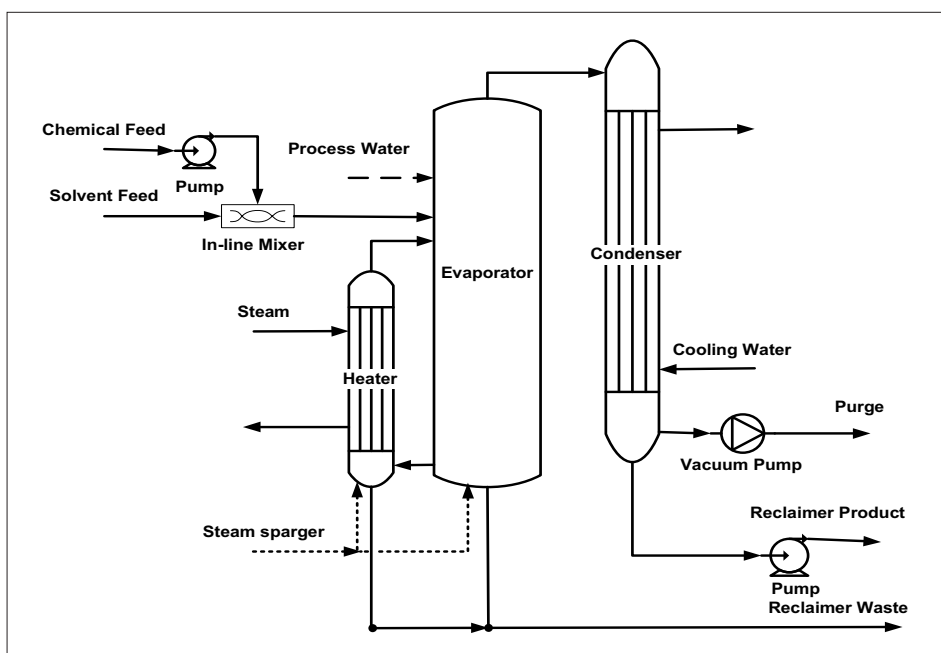 Chemical Feed
Pump
Process Water
Solvent Feed
In-line Mixer
Condenser
Evaporator
Steam
Cooling Water
Heater
Purge
Vacuum Pump
Steam sparger
Reclaimer Product
Pump
Reclaimer Waste